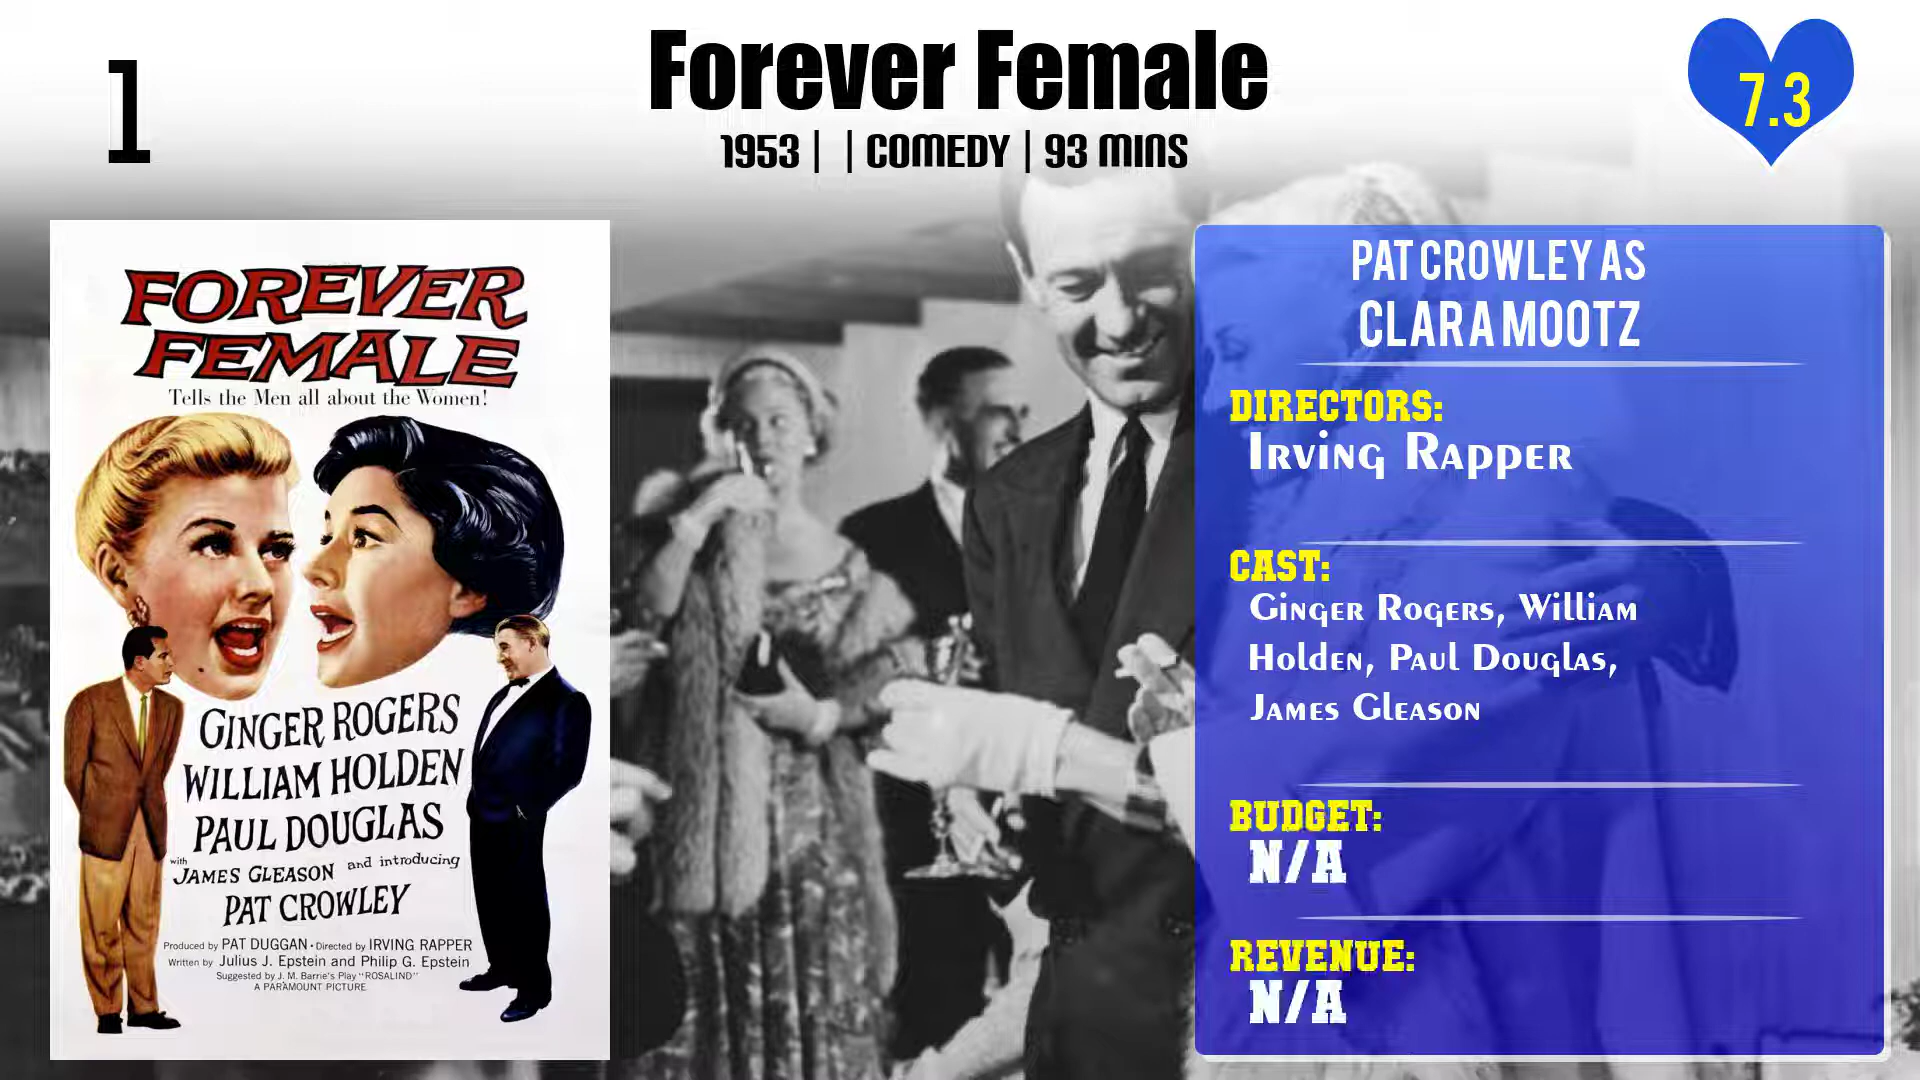 1
Forever Female
1953 | | COMEDY | 93 MINS
7.3
FOREVER
FEMALE
Tells the Men all about the Women!
GINGER ROGERS
WILLIAM HOLDEN
PAUL DOUGLAS
with JAMES GLEASON and introducing
PAT CROWLEY
Produced by PAT DUGGAN · Directed by IRVING RAPPER
Written by Julius J. Epstein and Philip G. Epstein
Suggested by J. M. Barrie's Play "ROSALIND"
A PARAMOUNT PICTURE
PAT CROWLEY AS
CLARA MOOTZ
DIRECTORS:
Irving Rapper
CAST:
Ginger Rogers, William
Holden, Paul Douglas,
James Gleason
BUDGET:
N/A
REVENUE:
N/A